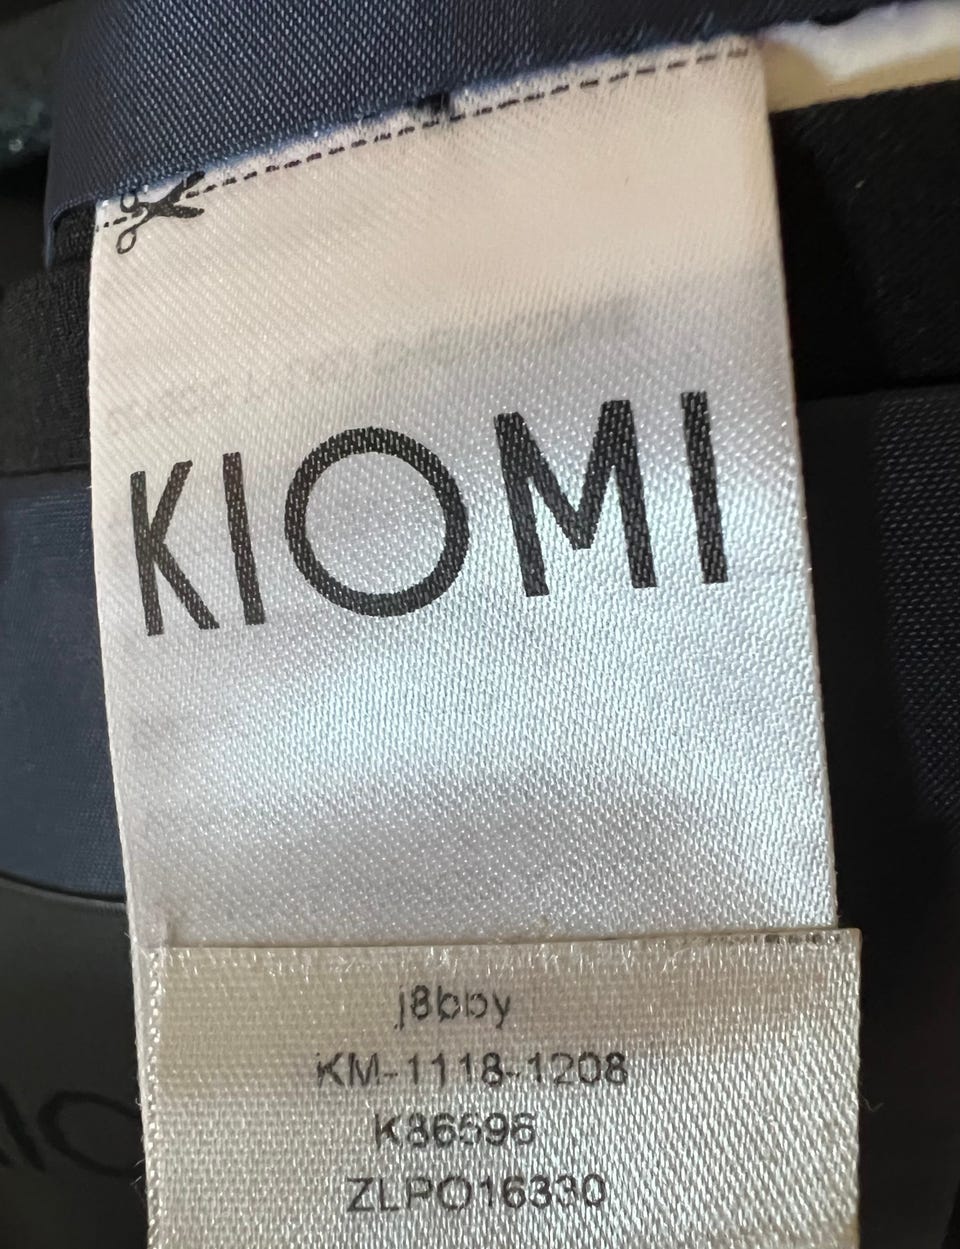 KIOMI
j8bby
KM-1118-1208
K86596
ZLPO16330